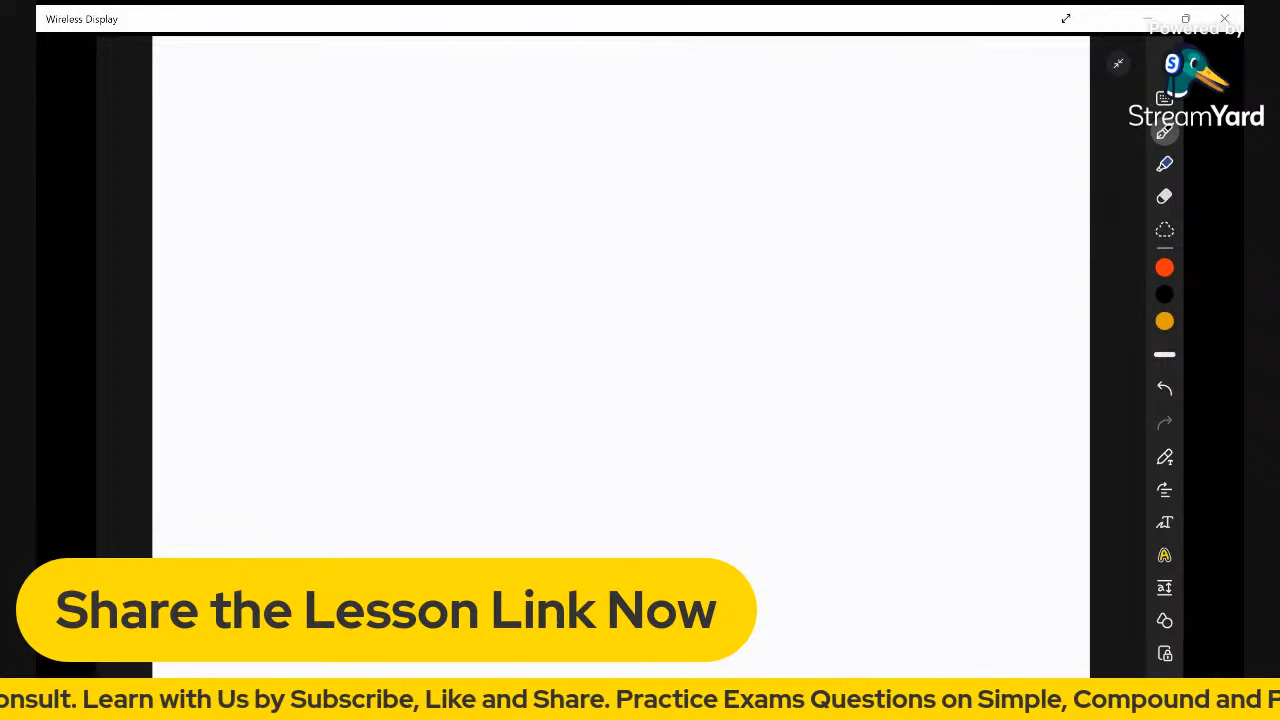 Wireless Display
Powered by
StreamYard
Share the Lesson Link Now
onsult. Learn with Us by Subscribe, Like and Share. Practice Exams Questions on Simple, Compound and F